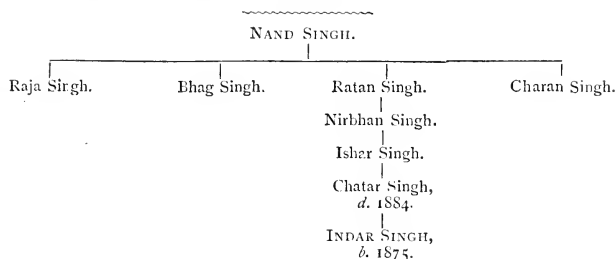 NAND SINGH.
Raja Singh. Bhag Singh. Ratan Singh. Charan Singh.
Nirbhan Singh.
Ishar Singh.
Chatar Singh,
d. 1884.
INDAR SINGH,
b. 1875.